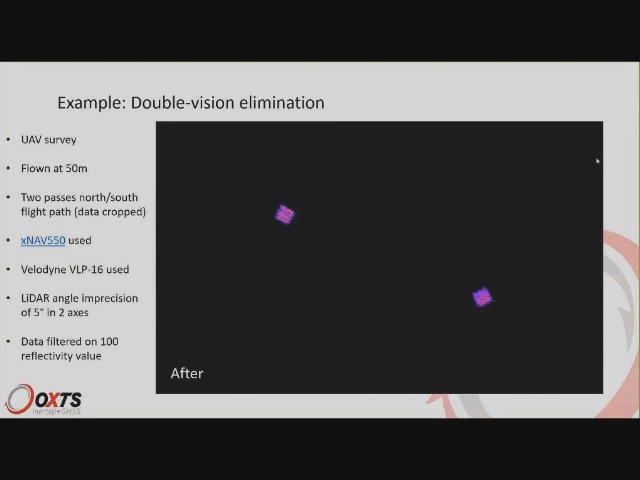 Example: Double-vision elimination
• UAV survey
• Flown at 50m
• Two passes north/south
flight path (data cropped)
• xNAV550 used
• Velodyne VLP-16 used
• LiDAR angle imprecision
of 5° in 2 axes
• Data filtered on 100
reflectivity value
After
OXTS
Inertial+GNSS